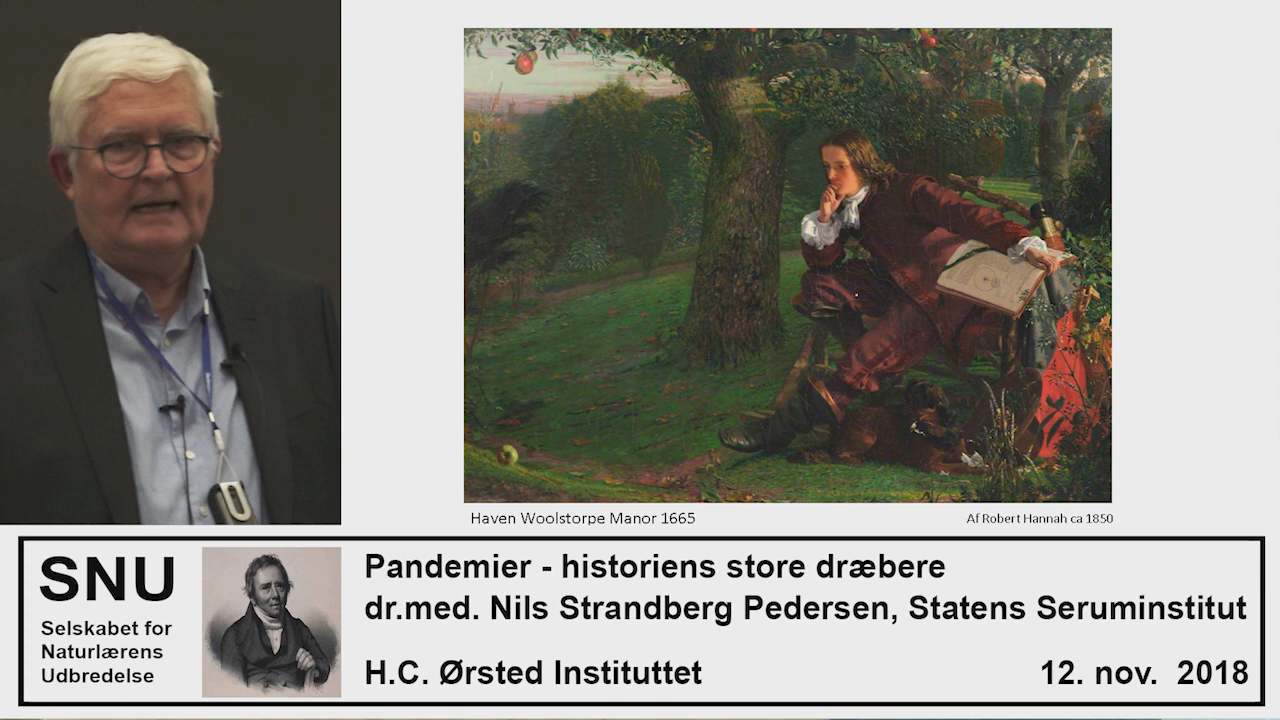 Haven Woolstorpe Manor 1665
Af Robert Hannah ca 1850
SNU
Selskabet for
Naturlærens
Udbredelse
Pandemier - historiens store dræbere
dr.med. Nils Strandberg Pedersen, Statens Seruminstitut
H.C. Ørsted Instituttet
12. nov. 2018